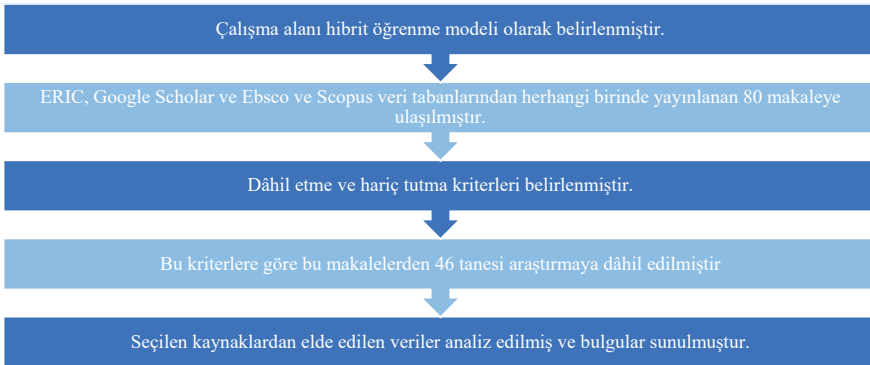 Çalışma alanı hibrit öğrenme modeli olarak belirlenmiştir.
ERIC, Google Scholar ve Ebsco ve Scopus veri tabanlarından herhangi birinde yayınlanan 80 makaleye
ulaşılmıştır.
Dâhil etme ve hariç tutma kriterleri belirlenmiştir.
Bu kriterlere göre bu makalelerden 46 tanesi araştırmaya dâhil edilmiştir
Seçilen kaynaklardan elde edilen veriler analiz edilmiş ve bulgular sunulmuştur.